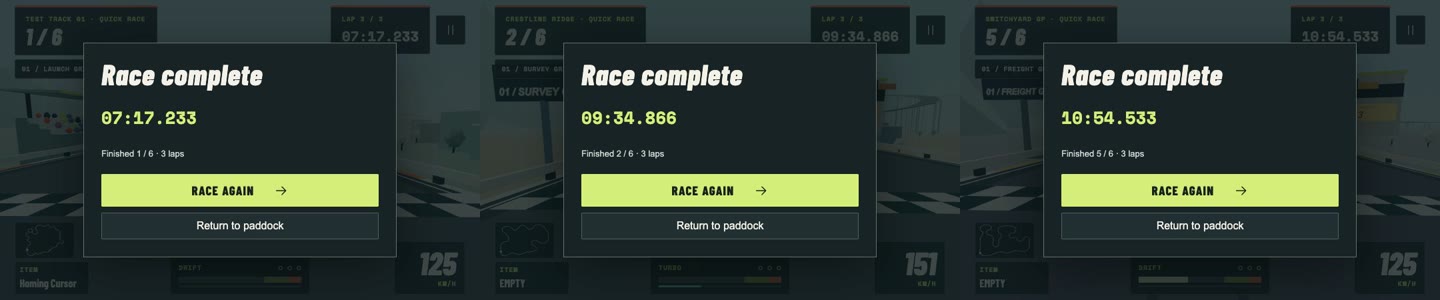 TEST TRACK 01 · QUICK RACE
1 / 6
LAP 3 / 3
07:17.233
Race complete
07:17.233
Finished 1 / 6 · 3 laps
RACE AGAIN →
Return to paddock
ITEM
Homing Cursor
DRIFT
125
KM/H
CRESTLINE RIDGE · QUICK RACE
2 / 6
LAP 3 / 3
09:34.866
01 / SURVEY
Race complete
09:34.866
Finished 2 / 6 · 3 laps
RACE AGAIN →
Return to paddock
ITEM
EMPTY
TURBO
151
KM/H
SWITCHYARD GP · QUICK RACE
5 / 6
LAP 3 / 3
10:54.533
01 / FREIGHT
Race complete
10:54.533
Finished 5 / 6 · 3 laps
RACE AGAIN →
Return to paddock
ITEM
EMPTY
DRIFT
125
KM/H